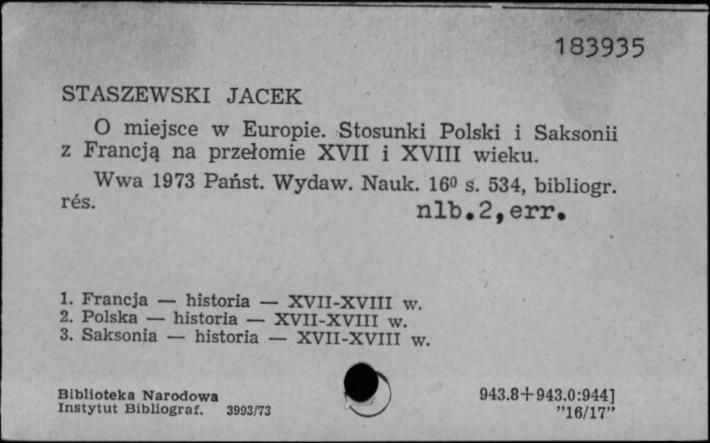 183935
STASZEWSKI JACEK
O miejsce w Europie. Stosunki Polski i Saksonii
z Francją na przełomie XVII i XVIII wieku.
Wwa 1973 Państ. Wydaw. Nauk. 16⁰ s. 534, bibliogr.
rés. nlb.2,err.
1. Francja — historia — XVII-XVIII w.
2. Polska — historia — XVII-XVIII w.
3. Saksonia — historia — XVII-XVIII w.
Biblioteka Narodowa
Instytut Bibliograf. 3993/73
943.8+943.0:944]
"16/17"